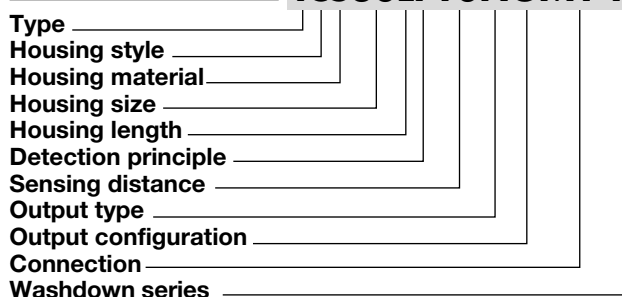 Type
Housing style
Housing material
Housing size
Housing length
Detection principle
Sensing distance
Output type
Output configuration
Connection
Washdown series